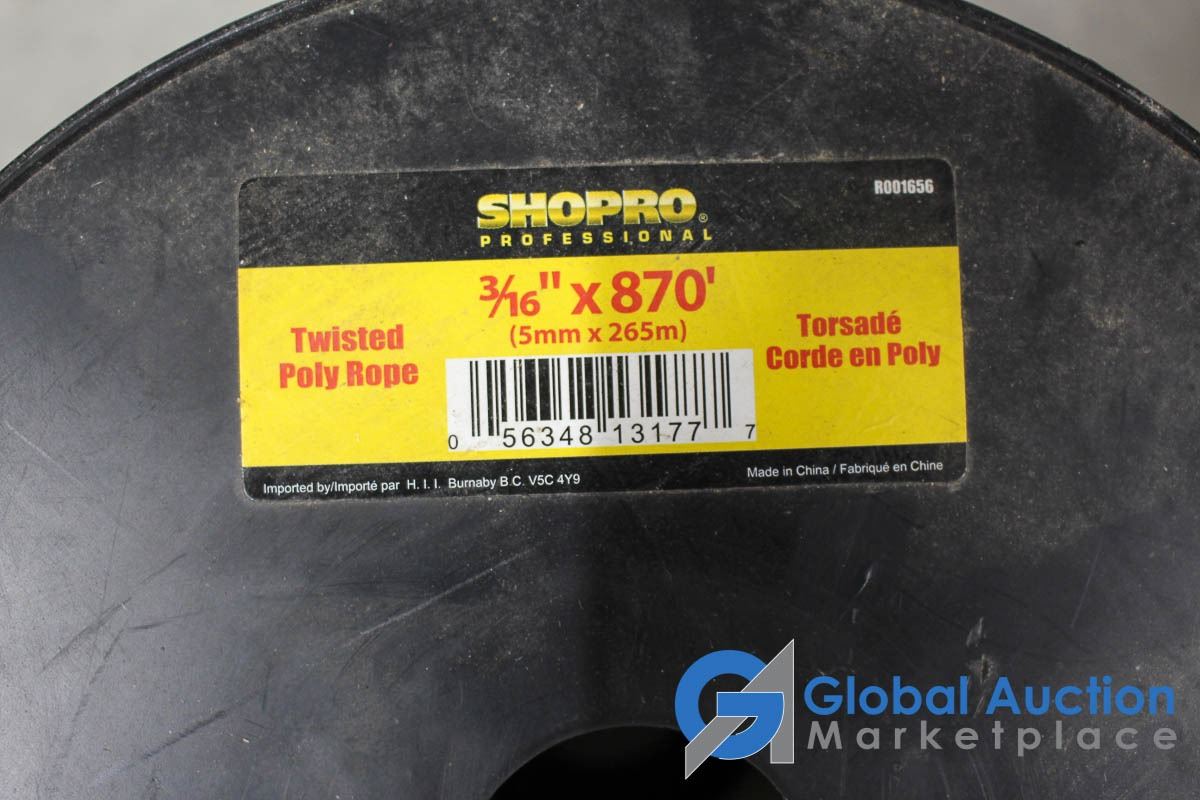 SHOPRO®
PROFESSIONAL
R001656
3/16" x 870'
(5mm x 265m)
Twisted
Poly Rope
Torsadé
Corde en Poly
0 56348 13177 7
Imported by/Importé par H. I. I. Burnaby B.C. V5C 4Y9
Made in China / Fabriqué en Chine
Global Auction
Marketplace